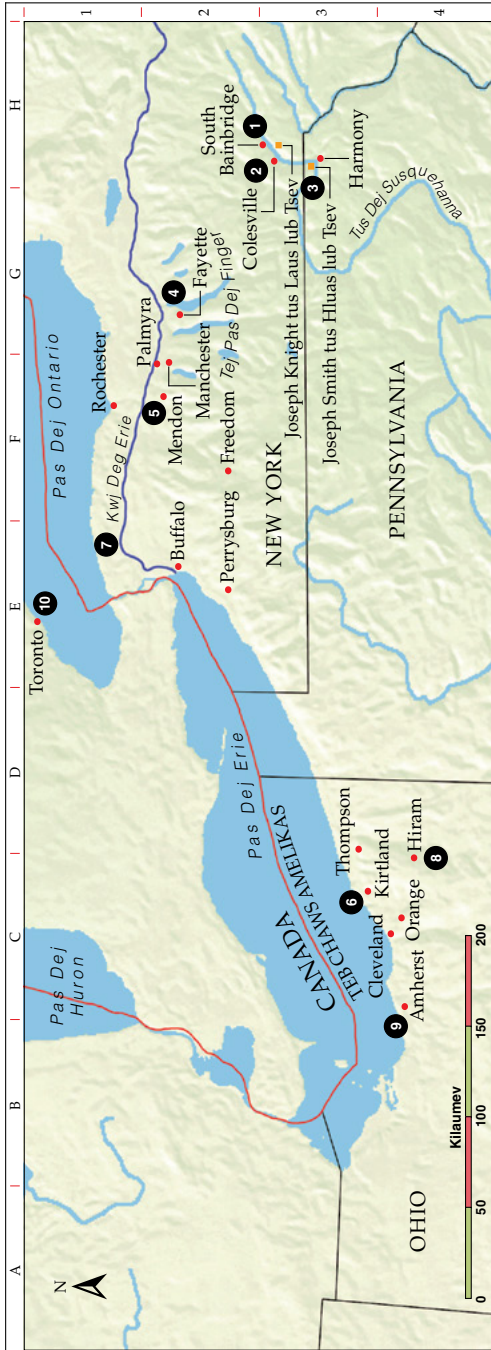 A B C D E F G H
1
2
3
4
N
Pas Dej
Huron
Toronto
10
Pas Dej Ontario
7
Rochester
Kwj Deg Erie
Palmyra
5
Mendon
Manchester
4
Fayette
Tej Pas Dej Finger
Buffalo
Freedom
Perrysburg
South
Bainbridge
1
2
Colesville
Joseph Knight tus Laus lub Tsev
3
Joseph Smith tus Hluas lub Tsev
Harmony
Tus Dej Susquehanna
NEW YORK
PENNSYLVANIA
Pas Dej Erie
CANADA
TEB CHAWS AMELIKAS
Thompson
6
Kirtland
Cleveland
Hiram
8
Orange
Amherst
9
OHIO
Kilaumev
0 50 100 150 200